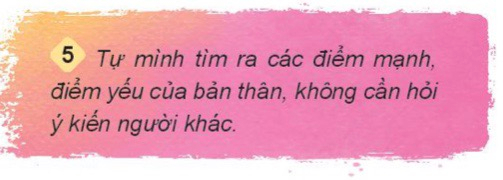 5 Tự mình tìm ra các điểm mạnh,
điểm yếu của bản thân, không cần hỏi
ý kiến người khác.